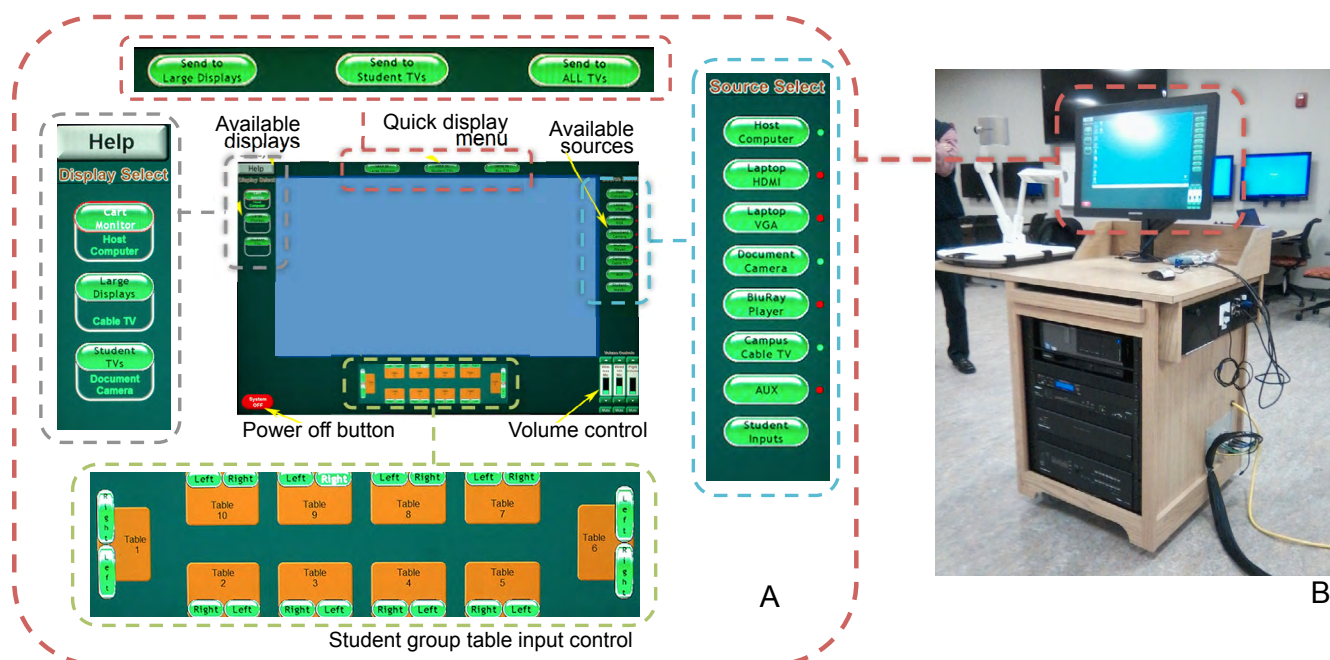 Send to
Large Displays
Send to
Student TVs
Send to
ALL TVs
Help
Display Select
Cart
Monitor
Host
Computer
Large
Displays
Cable TV
Student
TVs
Document
Camera
Available
displays
Quick display
menu
Available
sources
Help
Display Select
System
OFF
Power off button
Volume control
Source Select
Host
Computer
Laptop
HDMI
Laptop
VGA
Document
Camera
BluRay
Player
Campus
Cable TV
AUX
Student
Inputs
Right
Left
Table
1
Left Right
Table
10
Left Right
Table
9
Left Right
Table
8
Left Right
Table
7
Left
Right
Table
6
Table
2
Right Left
Table
3
Right Left
Table
4
Right Left
Table
5
Right Left
Student group table input control
A
B